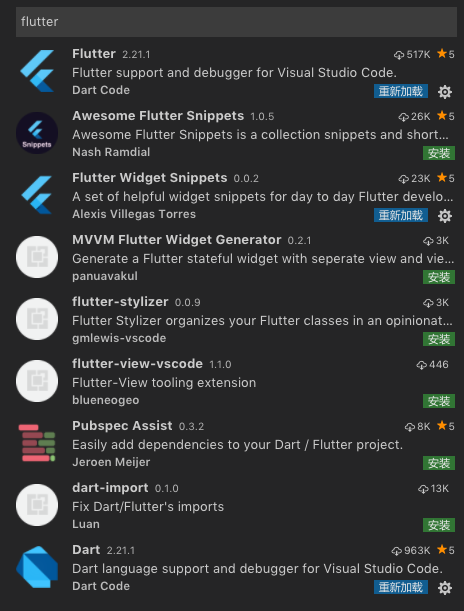 flutter
Flutter 2.21.1 517K ★5
Flutter support and debugger for Visual Studio Code.
Dart Code 重新加载
Awesome Flutter Snippets 1.0.5 26K ★5
Snippets
Awesome Flutter Snippets is a collection snippets and short...
Nash Ramdial 安装
Flutter Widget Snippets 0.0.2 23K ★5
A set of helpful widget snippets for day to day Flutter develo...
Alexis Villegas Torres 重新加载
MVVM Flutter Widget Generator 0.2.1 3K
Generate a Flutter stateful widget with seperate view and vie...
panuavakul 安装
flutter-stylizer 0.0.9 3K
Flutter Stylizer organizes your Flutter classes in an opinionat...
gmlewis-vscode 安装
flutter-view-vscode 1.1.0 446
Flutter-View tooling extension
blueneogeo 安装
Pubspec Assist 0.3.2 8K ★5
Easily add dependencies to your Dart / Flutter project.
Jeroen Meijer 安装
dart-import 0.1.0 13K
Fix Dart/Flutter's imports
Luan 安装
Dart 2.21.1 963K ★5
Dart language support and debugger for Visual Studio Code.
Dart Code 重新加载